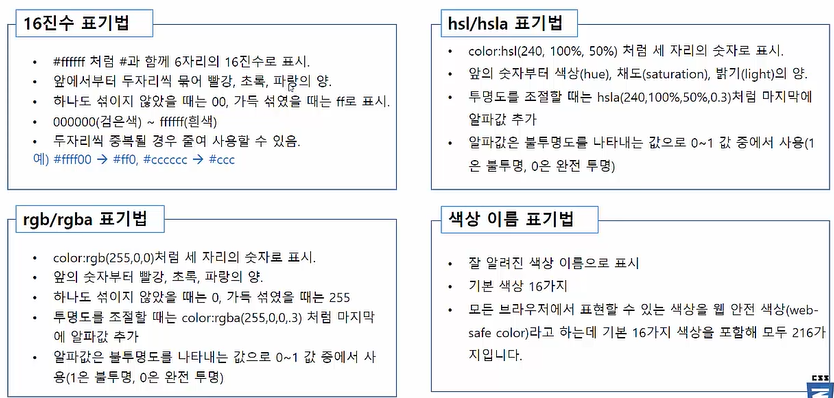 16진수 표기법
• #ffffff 처럼 #과 함께 6자리의 16진수로 표시.
• 앞에서부터 두자리씩 묶어 빨강, 초록, 파랑의 양.
• 하나도 섞이지 않았을 때는 00, 가득 섞였을 때는 ff로 표시.
• 000000(검은색) ~ ffffff(흰색)
• 두자리씩 중복될 경우 줄여 사용할 수 있음.
예) #ffff00 → #ff0, #cccccc → #ccc
hsl/hsla 표기법
• color:hsl(240, 100%, 50%) 처럼 세 자리의 숫자로 표시.
• 앞의 숫자부터 색상(hue), 채도(saturation), 밝기(light)의 양.
• 투명도를 조절할 때는 hsla(240,100%,50%,0.3)처럼 마지막에
알파값 추가
• 알파값은 불투명도를 나타내는 값으로 0~1 값 중에서 사용(1
은 불투명, 0은 완전 투명)
rgb/rgba 표기법
• color:rgb(255,0,0)처럼 세 자리의 숫자로 표시.
• 앞의 숫자부터 빨강, 초록, 파랑의 양.
• 하나도 섞이지 않았을 때는 0, 가득 섞였을 때는 255
• 투명도를 조절할 때는 color:rgba(255,0,0,.3) 처럼 마지막
에 알파값 추가
• 알파값은 불투명도를 나타내는 값으로 0~1 값 중에서 사
용(1은 불투명, 0은 완전 투명)
색상 이름 표기법
• 잘 알려진 색상 이름으로 표시
• 기본 색상 16가지
• 모든 브라우저에서 표현할 수 있는 색상을 웹 안전 색상(web-
safe color)라고 하는데 기본 16가지 색상을 포함해 모두 216가
지입니다.
CSS